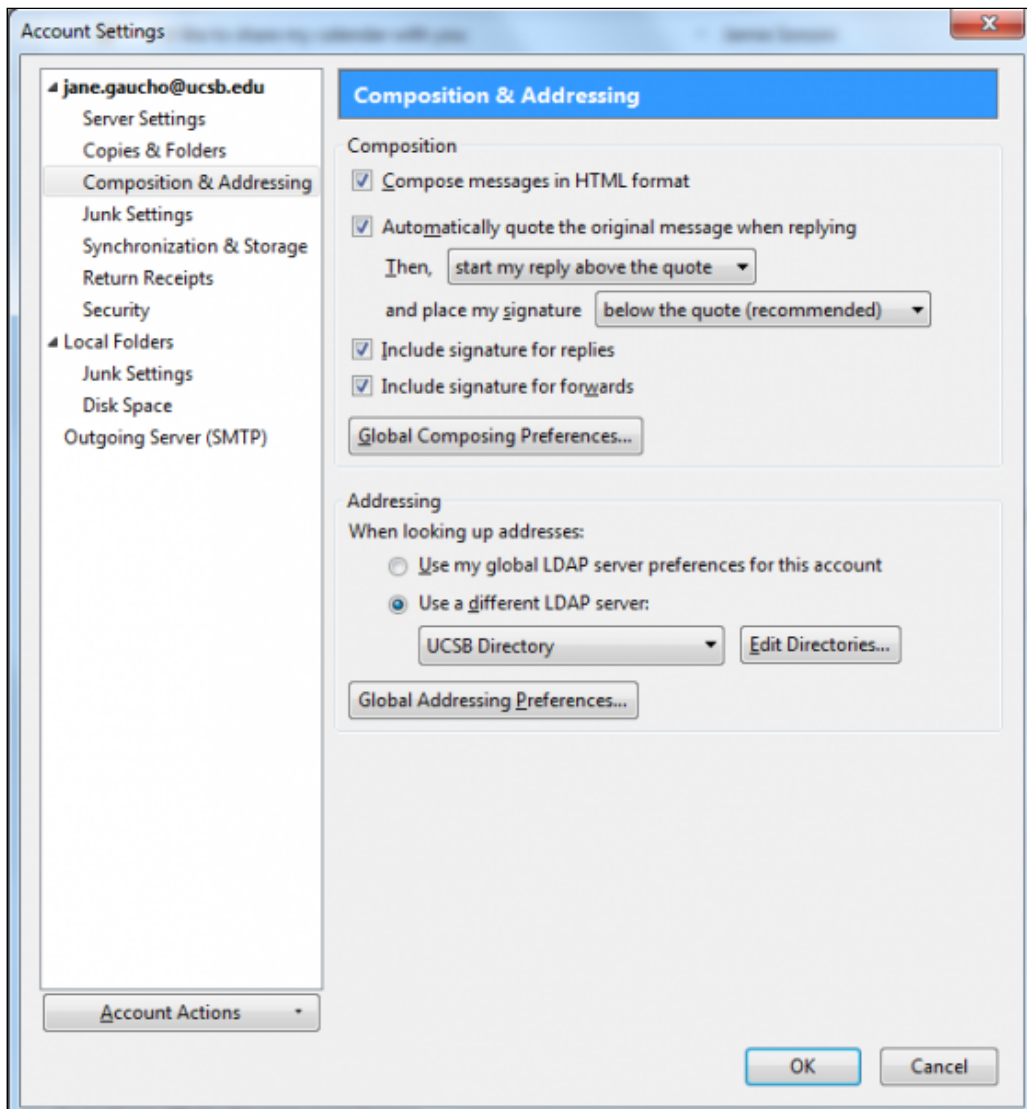 Account Settings
jane.gaucho@ucsb.edu
Server Settings
Copies & Folders
Composition & Addressing
Junk Settings
Synchronization & Storage
Return Receipts
Security
Local Folders
Junk Settings
Disk Space
Outgoing Server (SMTP)
Account Actions
Composition & Addressing
Composition
Compose messages in HTML format
Automatically quote the original message when replying
Then, start my reply above the quote
and place my signature below the quote (recommended)
Include signature for replies
Include signature for forwards
Global Composing Preferences...
Addressing
When looking up addresses:
Use my global LDAP server preferences for this account
Use a different LDAP server:
UCSB Directory Edit Directories...
Global Addressing Preferences...
OK Cancel